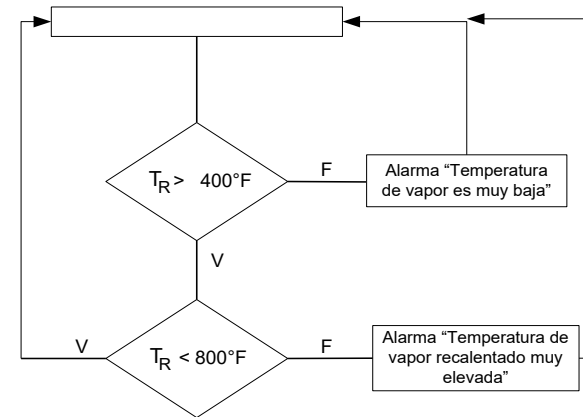 T_R > 400°F
F
Alarma “Temperatura
de vapor es muy baja”
V
V
T_R < 800°F
F
Alarma “Temperatura de
vapor recalentado muy
elevada”